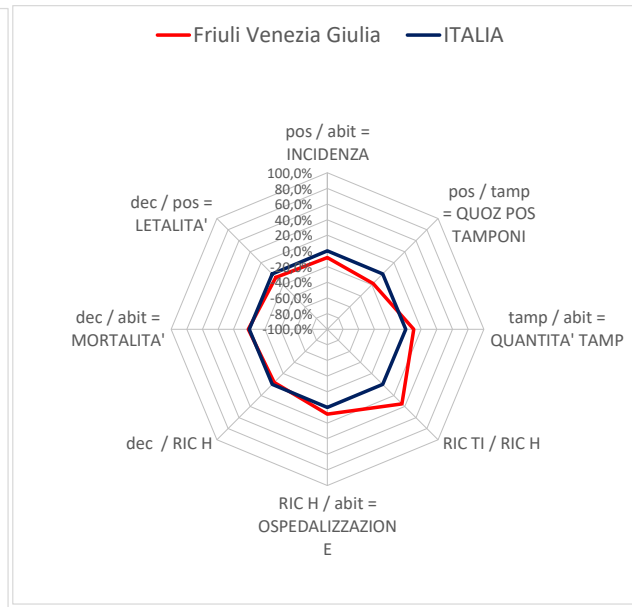 Friuli Venezia Giulia ITALIA
pos / abit =
INCIDENZA
dec / pos =
LETALITA'
pos / tamp
= QUOZ POS
TAMPONI
100,0%
80,0%
60,0%
40,0%
20,0%
0,0%
-20,0%
-40,0%
-60,0%
-80,0%
-100,0%
dec / abit =
MORTALITA'
tamp / abit =
QUANTITA' TAMP
dec / RIC H
RIC TI / RIC H
RIC H / abit =
OSPEDALIZZAZION
E